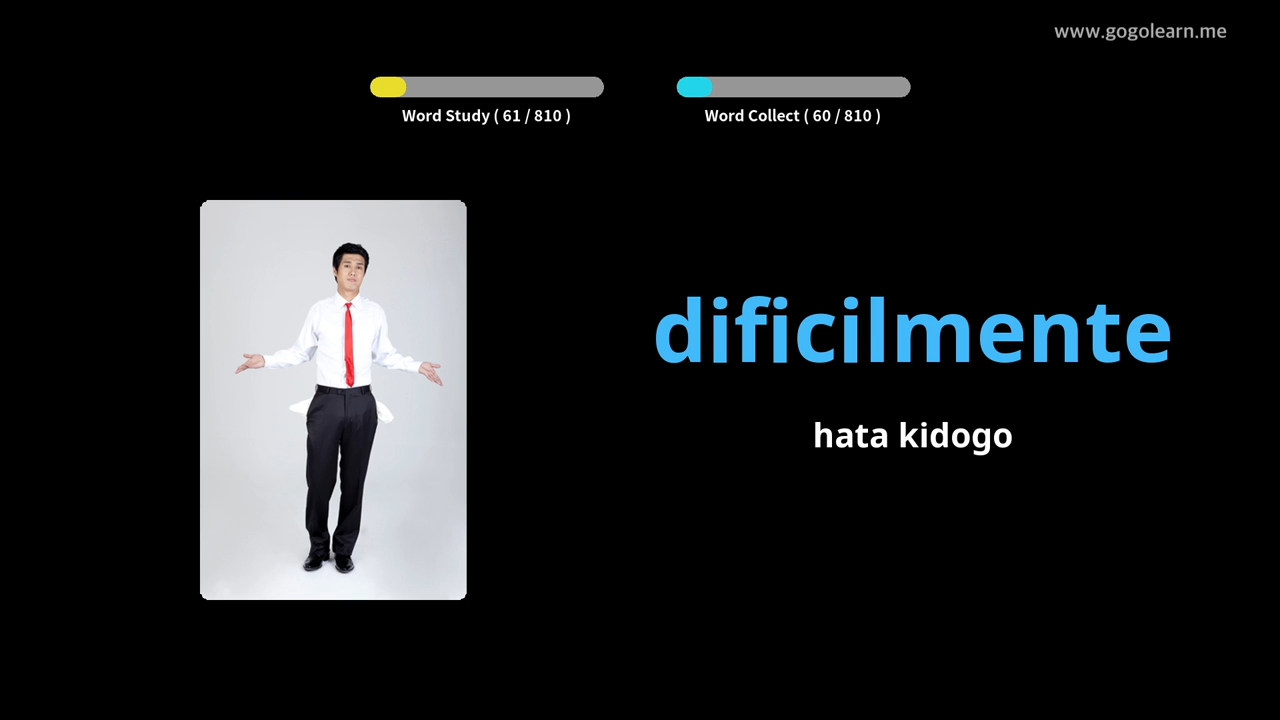 www.gogolearn.me
Word Study ( 61 / 810 )
Word Collect ( 60 / 810 )
dificilmente
hata kidogo